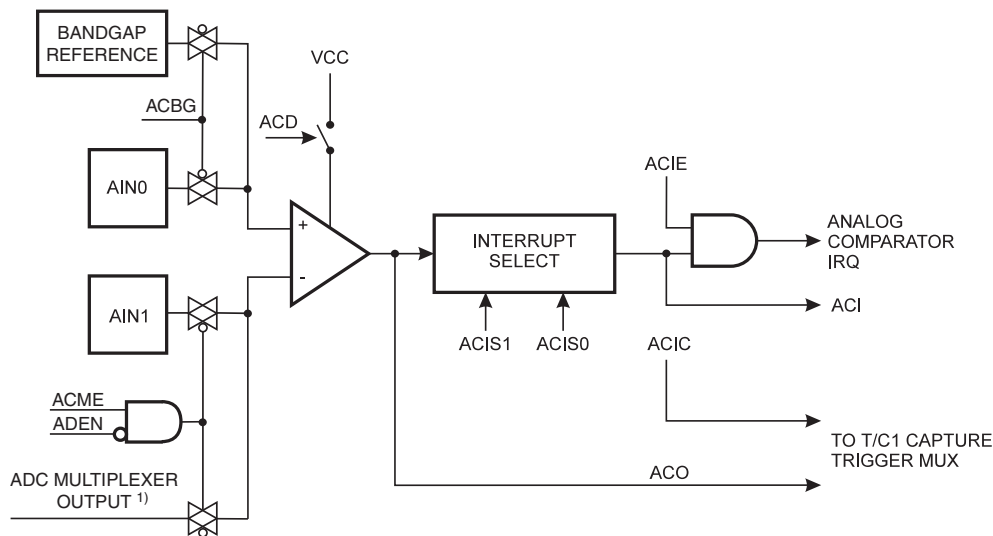 BANDGAP
REFERENCE
VCC
ACBG
ACD
AIN0
ACIE
+
INTERRUPT
SELECT
ANALOG
COMPARATOR
IRQ
-
AIN1
ACI
ACIS1
ACIS0
ACIC
ACME
ADEN
TO T/C1 CAPTURE
TRIGGER MUX
ADC MULTIPLEXER
OUTPUT 1)
ACO